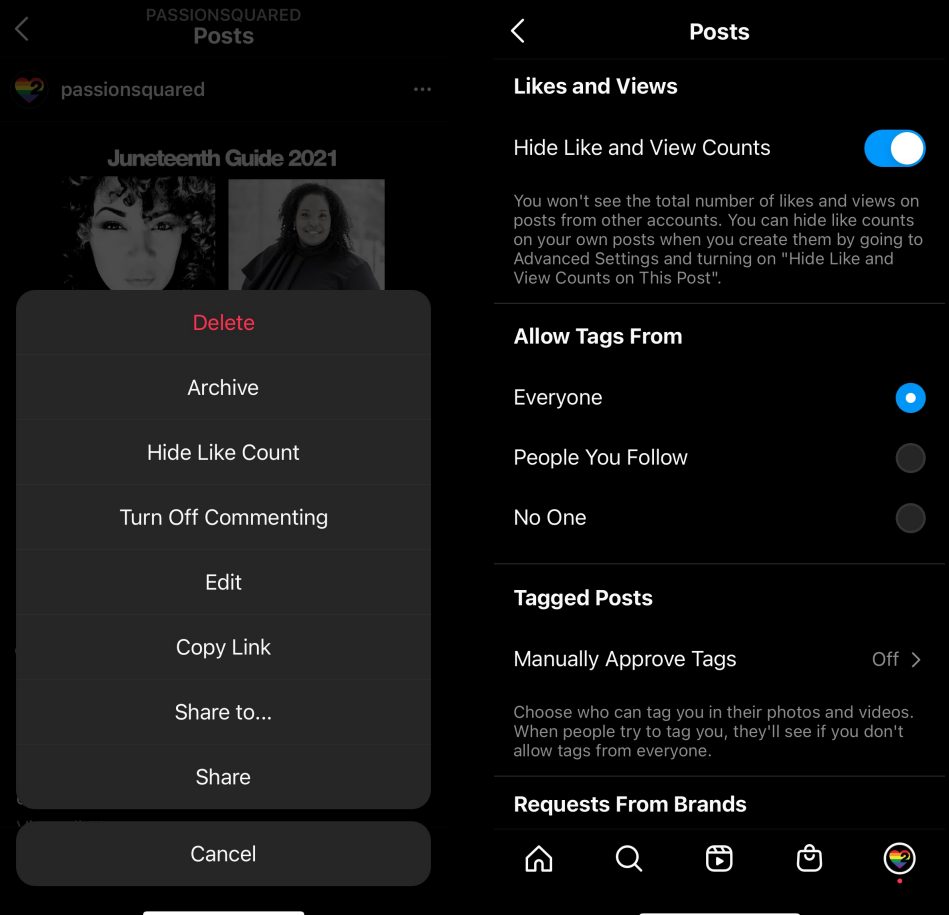 PASSIONSQUARED
Posts
passionsquared
Juneteenth Guide 2021
Delete
Archive
Hide Like Count
Turn Off Commenting
Edit
Copy Link
Share to...
Share
Cancel
Posts
Likes and Views
Hide Like and View Counts
You won't see the total number of likes and views on
posts from other accounts. You can hide like counts
on your own posts when you create them by going to
Advanced Settings and turning on "Hide Like and
View Counts on This Post".
Allow Tags From
Everyone
People You Follow
No One
Tagged Posts
Manually Approve Tags Off
Choose who can tag you in their photos and videos.
When people try to tag you, they'll see if you don't
allow tags from everyone.
Requests From Brands